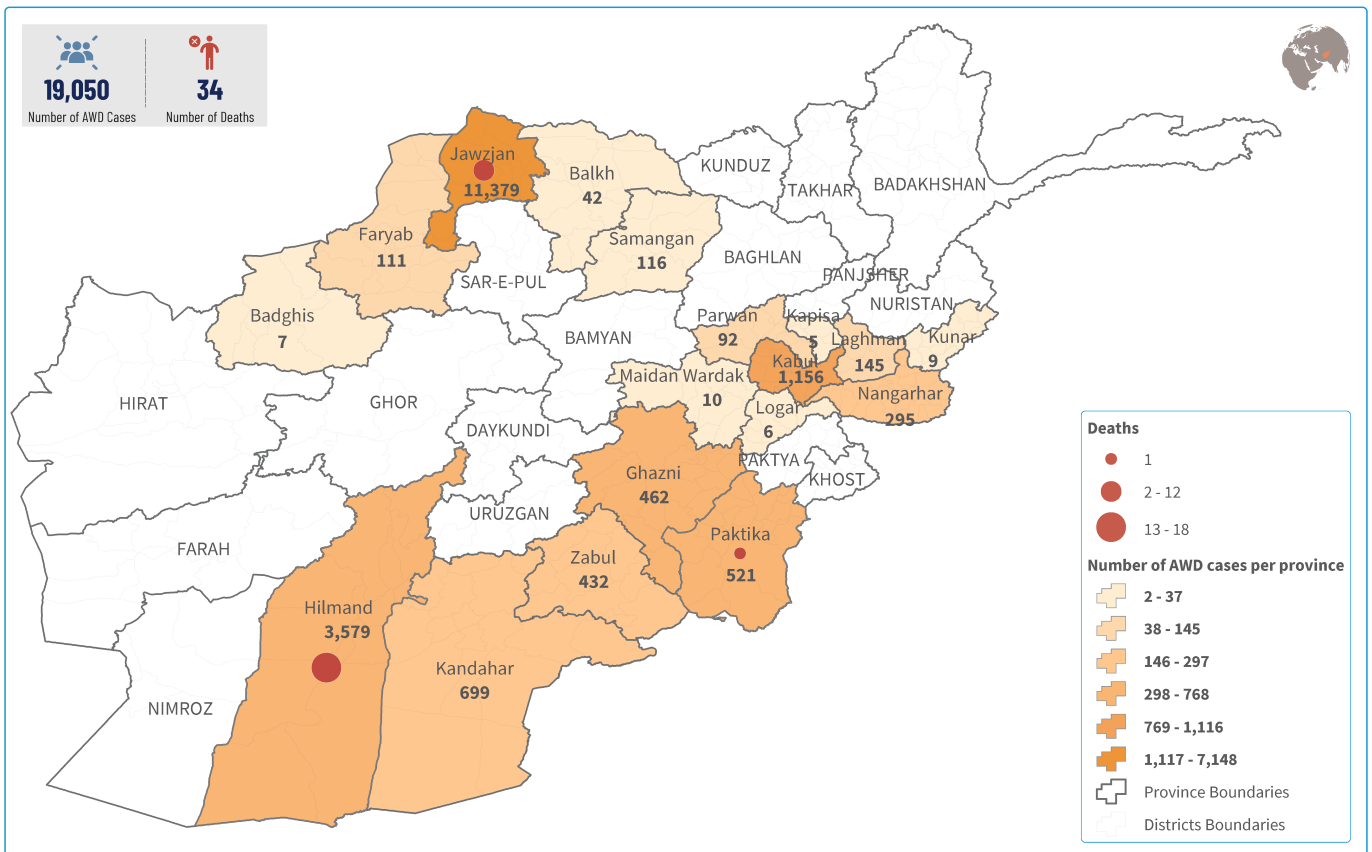 19,050
Number of AWD Cases
34
Number of Deaths
Jawzjan
11,379
Balkh
42
KUNDUZ
TAKHAR
BADAKHSHAN
Faryab
111
Samangan
116
BAGHLAN
SAR-E-PUL
PANJSHER
NURISTAN
Badghis
7
BAMYAN
Parwan
92
Kapisa
5
Laghman
145
Kunar
9
Kabul
1,156
Maidan Wardak
10
Nangarhar
295
Logar
6
HIRAT
GHOR
DAYKUNDI
PAKTYA
KHOST
Ghazni
462
URUZGAN
Paktika
521
FARAH
Zabul
432
Hilmand
3,579
Kandahar
699
NIMROZ
Deaths
1
2 - 12
13 - 18
Number of AWD cases per province
2 - 37
38 - 145
146 - 297
298 - 768
769 - 1,116
1,117 - 7,148
Province Boundaries
Districts Boundaries